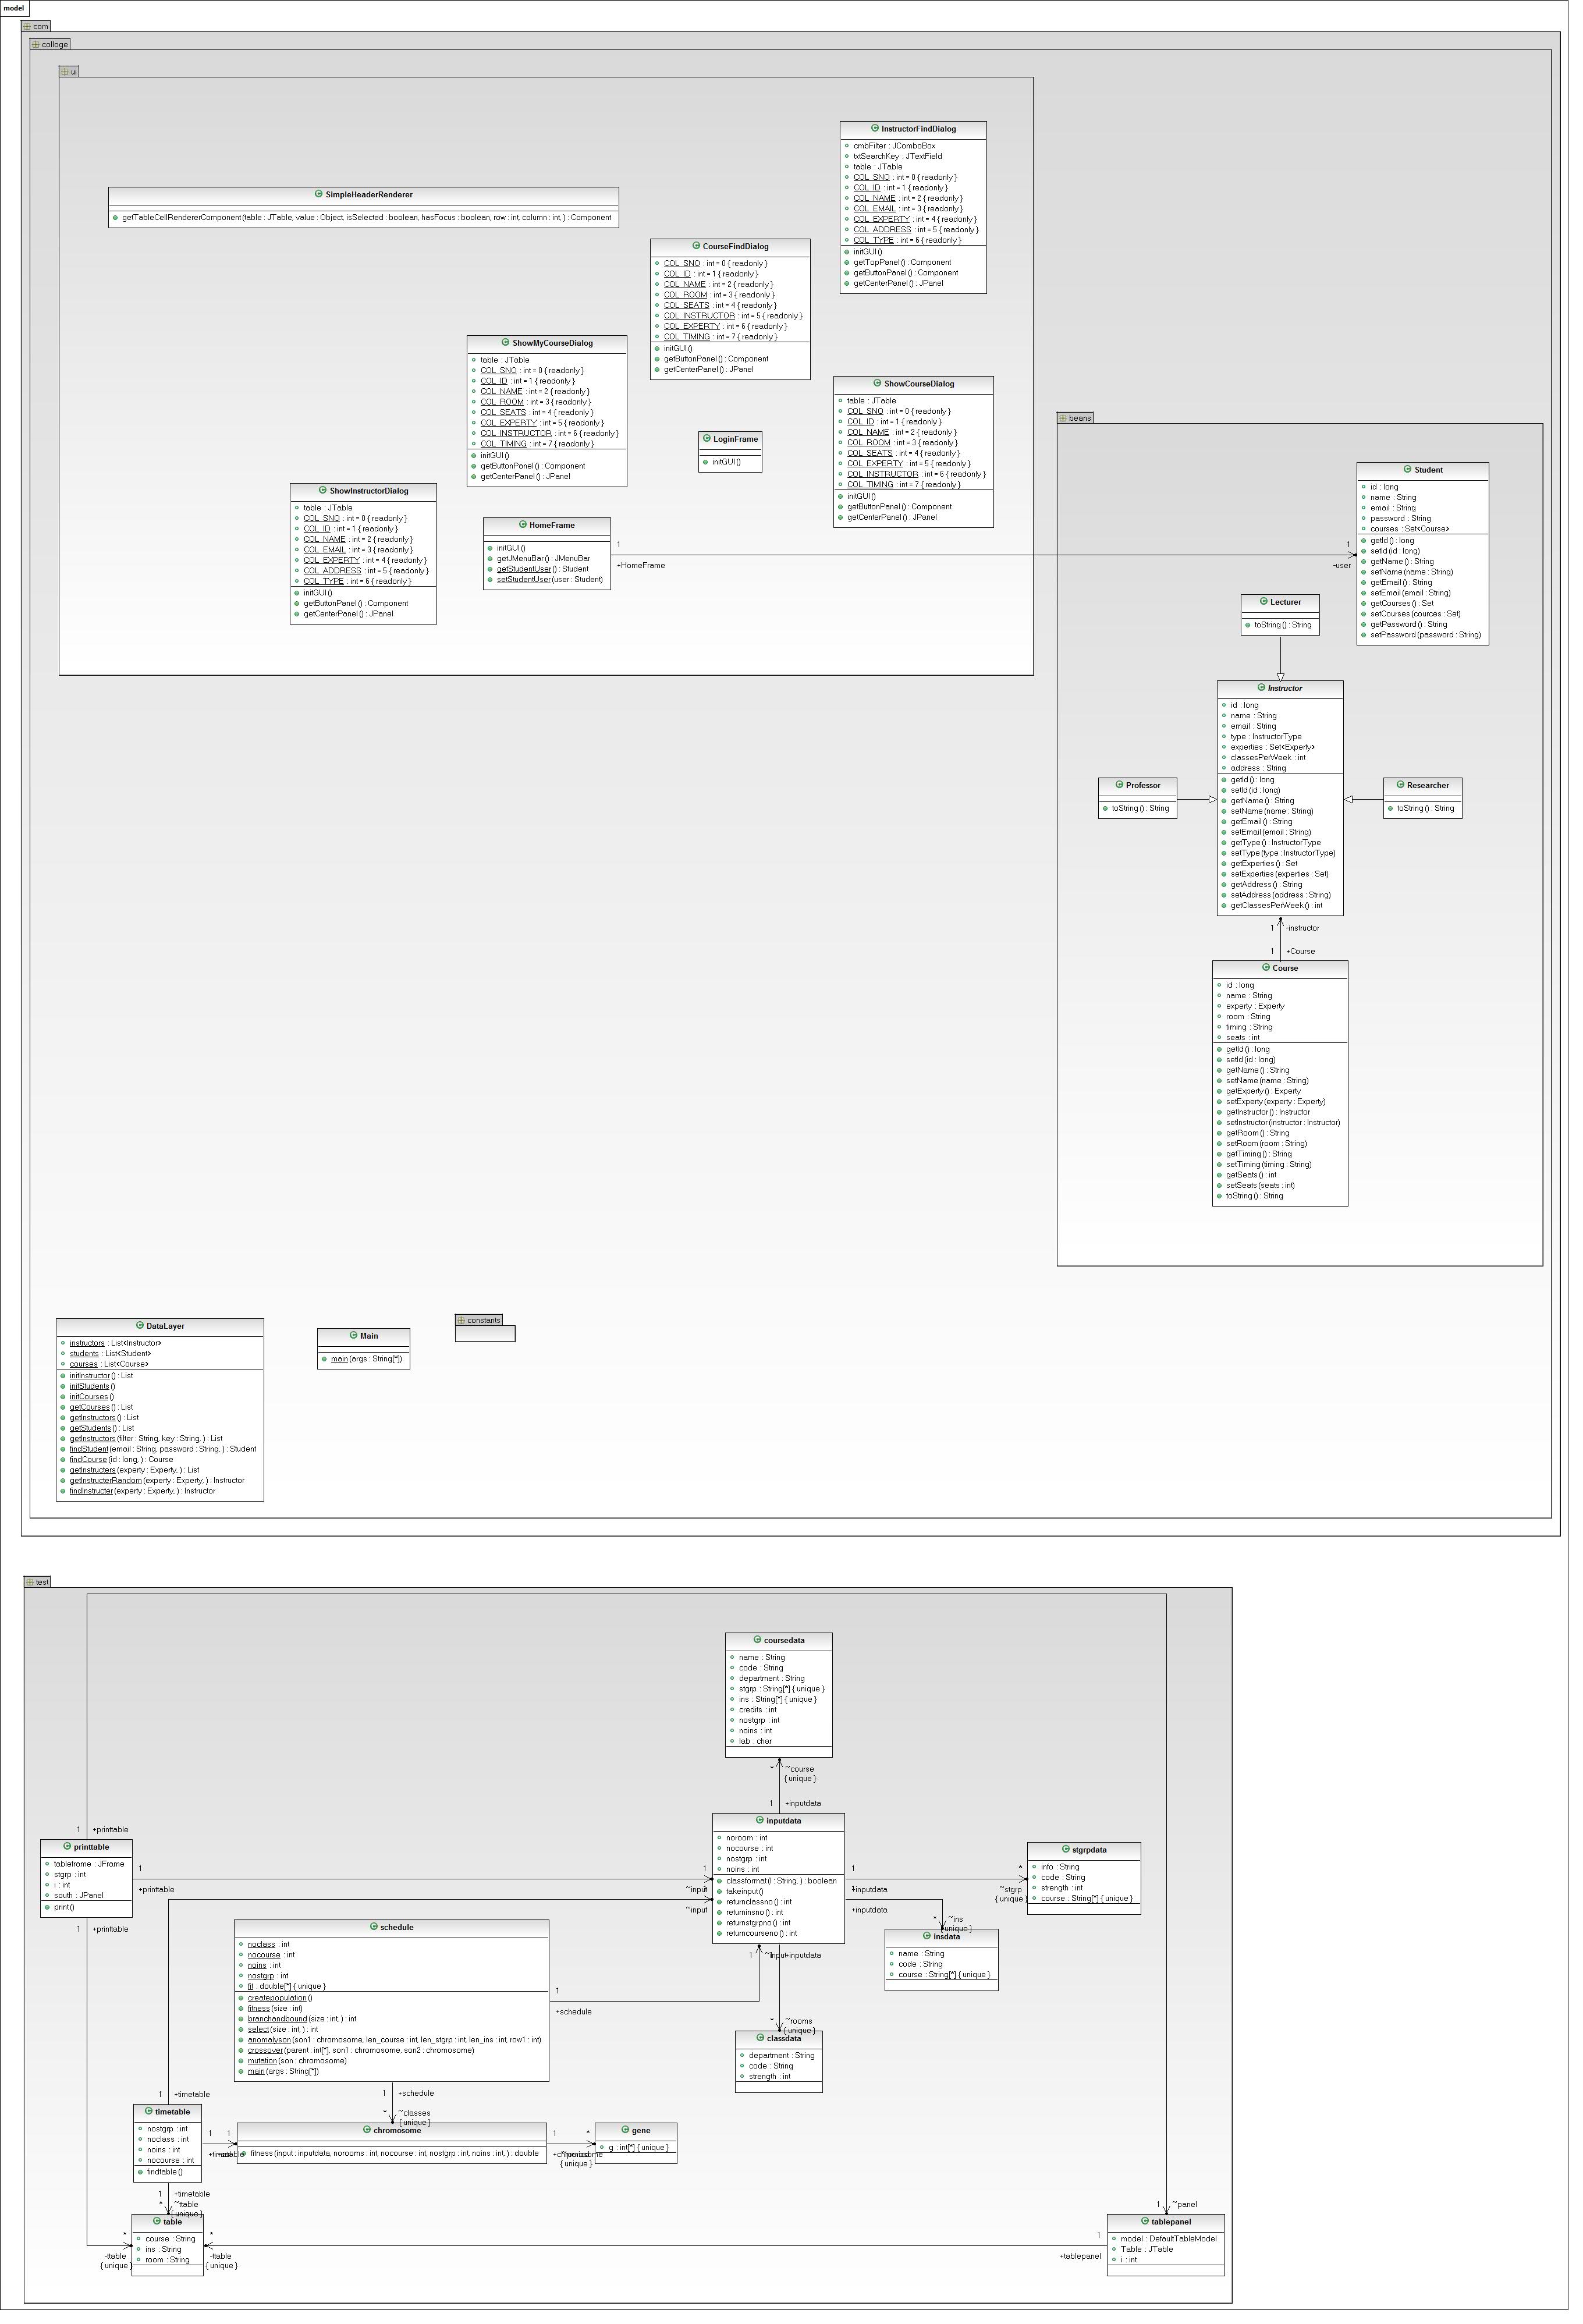 model
com
colloge
ui
InstructorFindDialog
cmbFilter : JComboBox
txtSearchKey : JTextField
table : JTable
COL_SNO : int = 0 { readonly }
COL_ID : int = 1 { readonly }
COL_NAME : int = 2 { readonly }
COL_EMAIL : int = 3 { readonly }
COL_EXPERTY : int = 4 { readonly }
COL_ADDRESS : int = 5 { readonly }
COL_TYPE : int = 6 { readonly }
initGUI ()
getTopPanel () : Component
getButtonPanel () : Component
getCenterPanel () : JPanel
SimpleHeaderRenderer
getTableCellRendererComponent (table : JTable, value : Object, isSelected : boolean, hasFocus : boolean, row : int, column : int, ) : Component
CourseFindDialog
COL_SNO : int = 0 { readonly }
COL_ID : int = 1 { readonly }
COL_NAME : int = 2 { readonly }
COL_ROOM : int = 3 { readonly }
COL_SEATS : int = 4 { readonly }
COL_INSTRUCTOR : int = 5 { readonly }
COL_EXPERTY : int = 6 { readonly }
COL_TIMING : int = 7 { readonly }
initGUI ()
getButtonPanel () : Component
getCenterPanel () : JPanel
ShowMyCourseDialog
table : JTable
COL_SNO : int = 0 { readonly }
COL_ID : int = 1 { readonly }
COL_NAME : int = 2 { readonly }
COL_ROOM : int = 3 { readonly }
COL_SEATS : int = 4 { readonly }
COL_EXPERTY : int = 5 { readonly }
COL_INSTRUCTOR : int = 6 { readonly }
COL_TIMING : int = 7 { readonly }
initGUI ()
getButtonPanel () : Component
getCenterPanel () : JPanel
ShowCourseDialog
table : JTable
COL_SNO : int = 0 { readonly }
COL_ID : int = 1 { readonly }
COL_NAME : int = 2 { readonly }
COL_ROOM : int = 3 { readonly }
COL_SEATS : int = 4 { readonly }
COL_EXPERTY : int = 5 { readonly }
COL_INSTRUCTOR : int = 6 { readonly }
COL_TIMING : int = 7 { readonly }
initGUI ()
getButtonPanel () : Component
getCenterPanel () : JPanel
LoginFrame
initGUI ()
ShowInstructorDialog
table : JTable
COL_SNO : int = 0 { readonly }
COL_ID : int = 1 { readonly }
COL_NAME : int = 2 { readonly }
COL_EMAIL : int = 3 { readonly }
COL_EXPERTY : int = 4 { readonly }
COL_ADDRESS : int = 5 { readonly }
COL_TYPE : int = 6 { readonly }
initGUI ()
getButtonPanel () : Component
getCenterPanel () : JPanel
HomeFrame
initGUI ()
getJMenuBar () : JMenuBar
getStudentUser () : Student
setStudentUser (user : Student)
1
+HomeFrame
1
-user
beans
Student
id : long
name : String
email : String
password : String
courses : Set<Course>
getId () : long
setId (id : long)
getName () : String
setName (name : String)
getEmail () : String
setEmail (email : String)
getCourses () : Set
setCourses (cources : Set)
getPassword () : String
setPassword (password : String)
Lecturer
toString () : String
Instructor
id : long
name : String
email : String
type : InstructorType
experties : Set<Experty>
classesPerWeek : int
address : String
getId () : long
setId (id : long)
getName () : String
setName (name : String)
getEmail () : String
setEmail (email : String)
getType () : InstructorType
setType (type : InstructorType)
getExperties () : Set
setExperties (experties : Set)
getAddress () : String
setAddress (address : String)
getClassesPerWeek () : int
Professor
toString () : String
Researcher
toString () : String
1 -instructor
1 +Course
Course
id : long
name : String
experty : Experty
room : String
timing : String
seats : int
getId () : long
setId (id : long)
getName () : String
setName (name : String)
getExperty () : Experty
setExperty (experty : Experty)
getInstructor () : Instructor
setInstructor (instructor : Instructor)
getRoom () : String
setRoom (room : String)
getTiming () : String
setTiming (timing : String)
getSeats () : int
setSeats (seats : int)
toString () : String
DataLayer
instructors : List<Instructor>
students : List<Student>
courses : List<Course>
initInstructor () : List
initStudents ()
initCourses ()
getCourses () : List
getInstructors () : List
getStudents () : List
getInstructors (filter : String, key : String, ) : List
findStudent (email : String, password : String, ) : Student
findCourse (id : long, ) : Course
getInstructers (experty : Experty, ) : List
getInstructerRandom (experty : Experty, ) : Instructor
findInstructer (experty : Experty, ) : Instructor
Main
main (args : String[*])
constants
test
coursedata
name : String
code : String
department : String
stgrp : String[*] { unique }
ins : String[*] { unique }
credits : int
nostgrp : int
noins : int
lab : char
* ~course
{ unique }
1 +inputdata
inputdata
noroom : int
nocourse : int
nostgrp : int
noins : int
classformat (l : String, ) : boolean
takeinput ()
returnclassno () : int
returninsno () : int
returnstgrpno () : int
returncourseno () : int
1 +printtable
printtable
tableframe : JFrame
stgrp : int
i : int
south : JPanel
print ()
1 +printtable
1
+printtable
1
~input
~input
1
+inputdata
+inputdata
*
~stgrp
{ unique }
stgrpdata
info : String
code : String
strength : int
course : String[*] { unique }
* ~ins
{ unique }
insdata
name : String
code : String
course : String[*] { unique }
schedule
noclass : int
nocourse : int
noins : int
nostgrp : int
fit : double[*] { unique }
createpopulation ()
fitness (size : int)
branchandbound (size : int, ) : int
select (size : int, ) : int
anomalyson (son1 : chromosome, len_course : int, len_stgrp : int, len_ins : int, row1 : int)
crossover (parent : int[*], son1 : chromosome, son2 : chromosome)
mutation (son : chromosome)
main (args : String[*])
1
+schedule
1 ~input
+inputdata
* ~rooms
{ unique }
classdata
department : String
code : String
strength : int
1 +schedule
* ~classes
{ unique }
1 +timetable
timetable
nostgrp : int
noclass : int
noins : int
nocourse : int
findtable ()
1
1
chromosome
fitness (input : inputdata, norooms : int, nocourse : int, nostgrp : int, noins : int, ) : double
1
*
{ unique }
gene
g : int[*] { unique }
1 +timetable
* ~ttable
{ unique }
table
course : String
ins : String
room : String
*
-ttable
{ unique }
*
-ttable
{ unique }
1 ~panel
tablepanel
model : DefaultTableModel
Table : JTable
i : int
1
+tablepanel